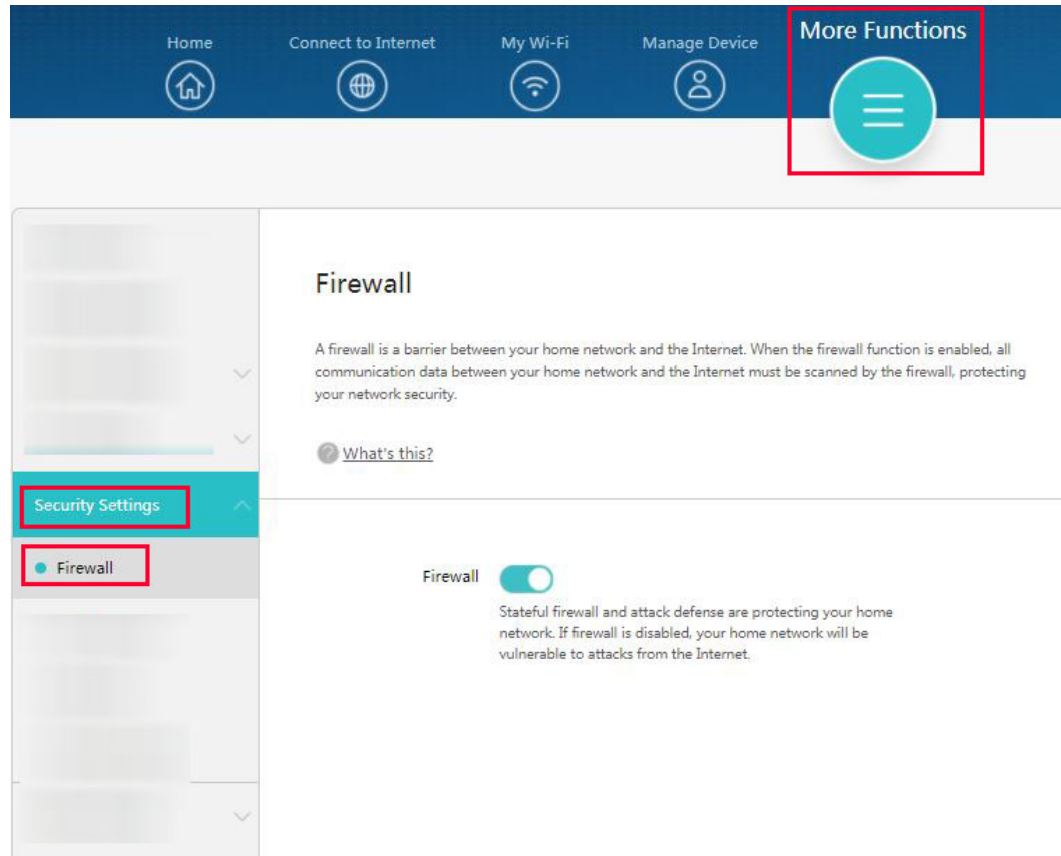 Home
Connect to Internet
My Wi-Fi
Manage Device
More Functions
Firewall
A firewall is a barrier between your home network and the Internet. When the firewall function is enabled, all
communication data between your home network and the Internet must be scanned by the firewall, protecting
your network security.
? What's this?
Security Settings
Firewall
Firewall
Stateful firewall and attack defense are protecting your home
network. If firewall is disabled, your home network will be
vulnerable to attacks from the Internet.